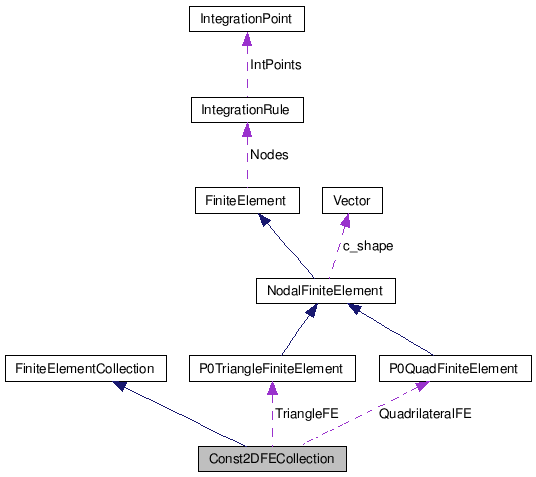 IntegrationPoint
IntPoints
IntegrationRule
Nodes
FiniteElement
Vector
c_shape
NodalFiniteElement
FiniteElementCollection
P0TriangleFiniteElement
P0QuadFiniteElement
TriangleFE
QuadrilateralFE
Const2DFECollection